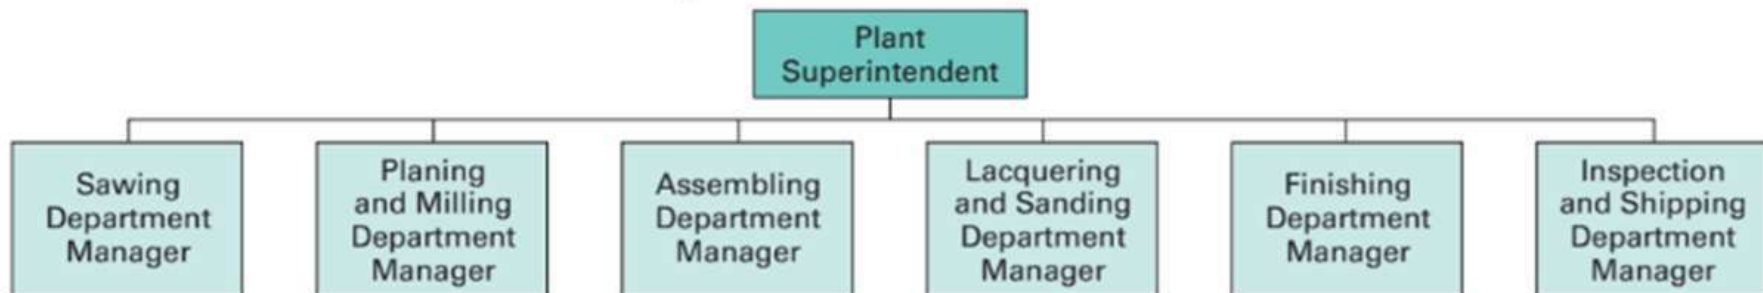 Plant
Superintendent
Sawing
Department
Manager
Planing
and Milling
Department
Manager
Assembling
Department
Manager
Lacquering
and Sanding
Department
Manager
Finishing
Department
Manager
Inspection
and Shipping
Department
Manager